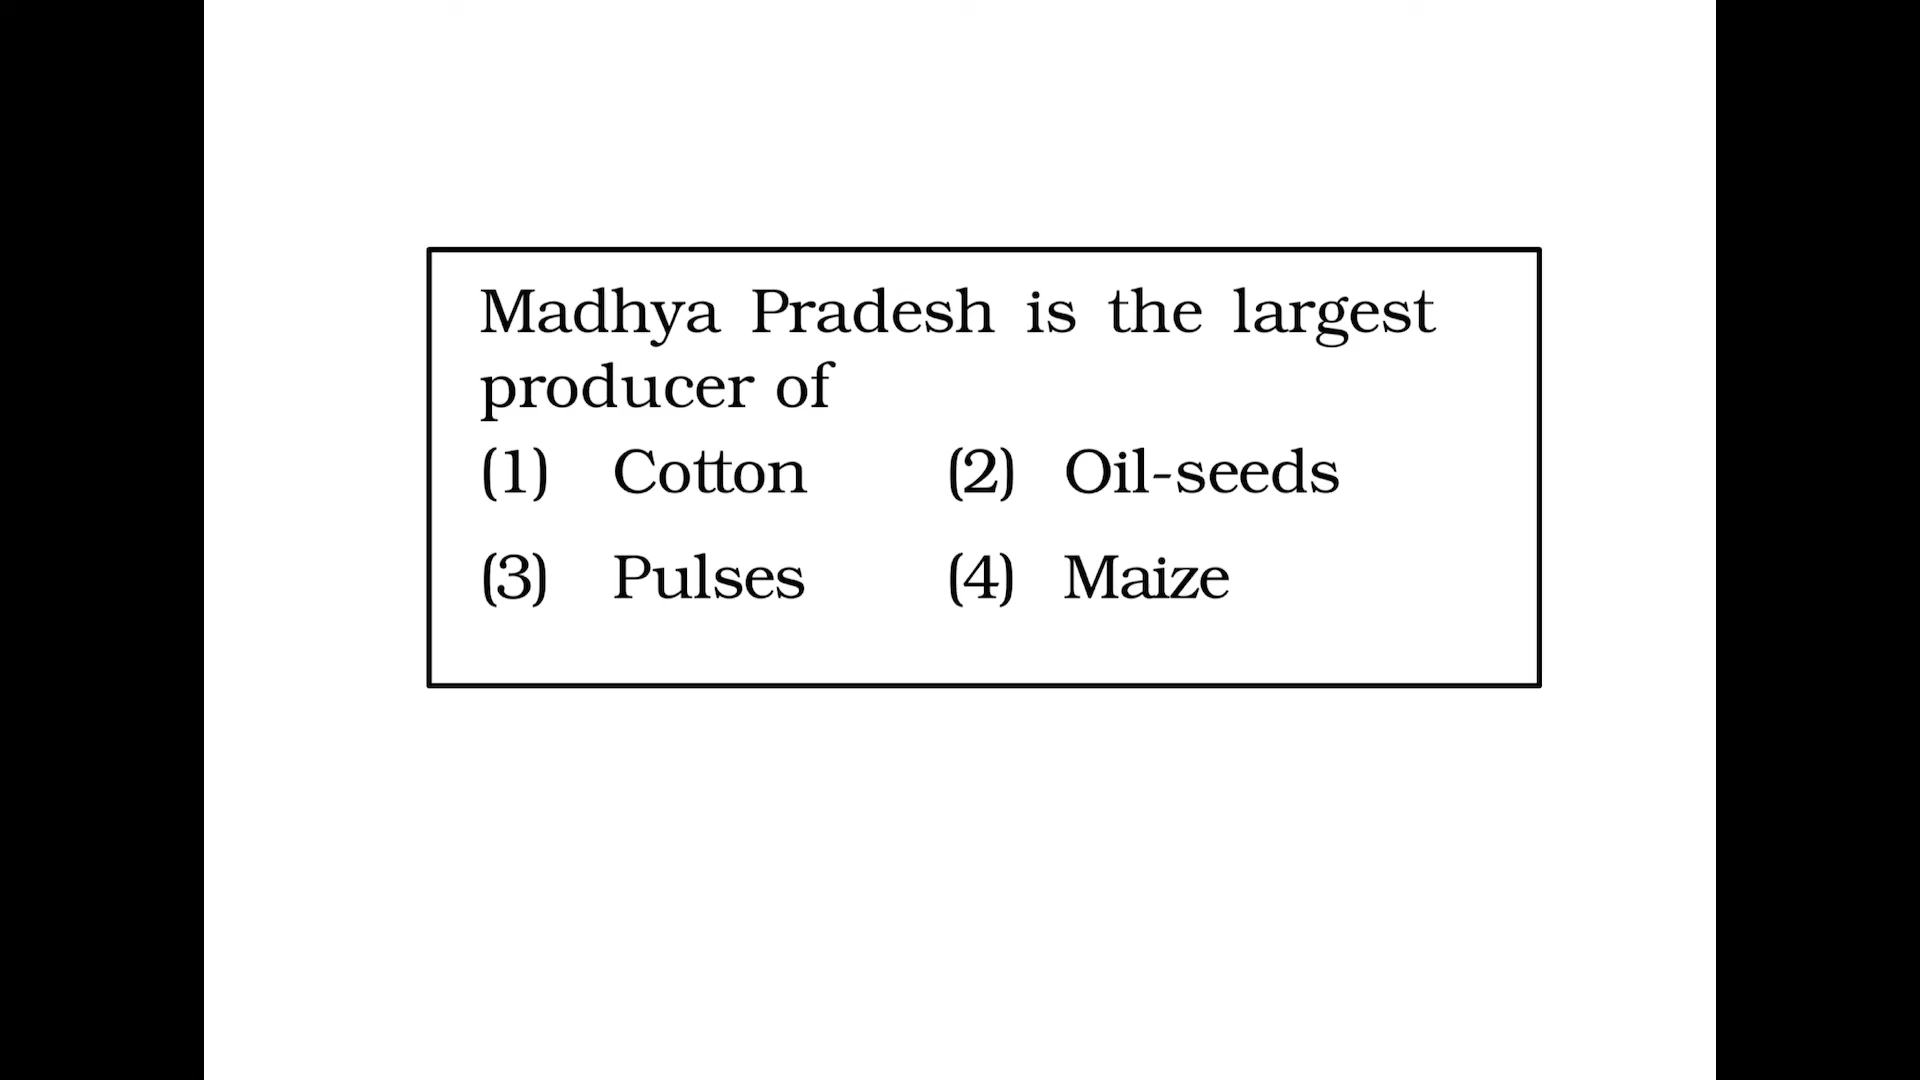 Madhya Pradesh is the largest
producer of
(1) Cotton (2) Oil-seeds
(3) Pulses (4) Maize